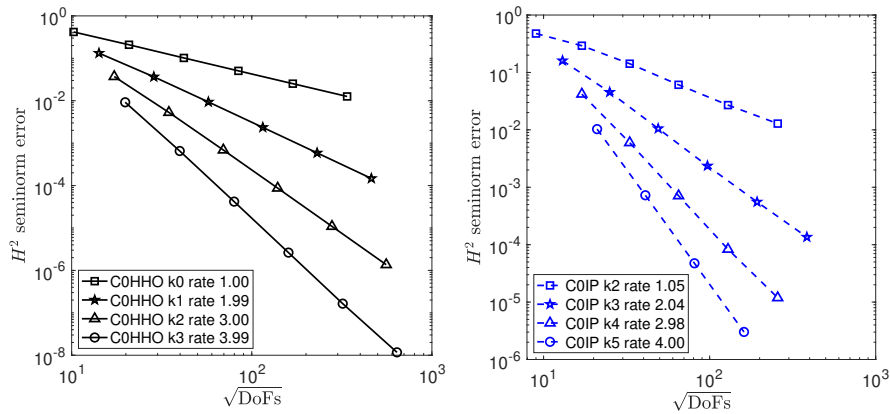 10^0
10^-2
10^-4
10^-6
10^-8
H^2 seminorm error
C0HHO k0 rate 1.00
C0HHO k1 rate 1.99
C0HHO k2 rate 3.00
C0HHO k3 rate 3.99
10^1
10^2
10^3
√DoFs
10^0
10^-1
10^-2
10^-3
10^-4
10^-5
10^-6
H^2 seminorm error
C0IP k2 rate 1.05
C0IP k3 rate 2.04
C0IP k4 rate 2.98
C0IP k5 rate 4.00
10^1
10^2
10^3
√DoFs